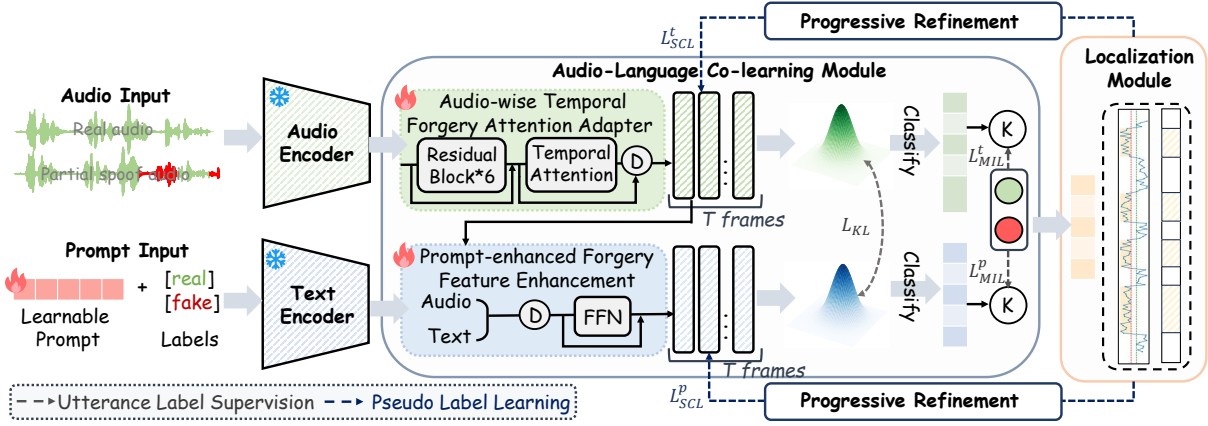 Progressive Refinement
L^t_SCL
Audio-Language Co-learning Module
Localization
Module
Audio Input
Real audio
Partial spoof audio
Audio
Encoder
Audio-wise Temporal
Forgery Attention Adapter
Residual
Block*6
Temporal
Attention
D
T frames
Classify
K
L^t_MIL
L_KL
Prompt Input
[real]
+
[fake]
Learnable
Prompt
Labels
Text
Encoder
Prompt-enhanced Forgery
Feature Enhancement
Audio
Text
D
FFN
T frames
Classify
L^p_MIL
K
L^p_SCL
Progressive Refinement
Utterance Label Supervision
Pseudo Label Learning